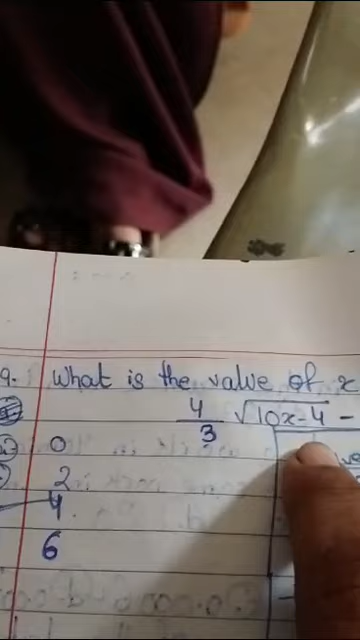 9. What is the value of x
4/3 √10x-4 -
0
2
4.
6